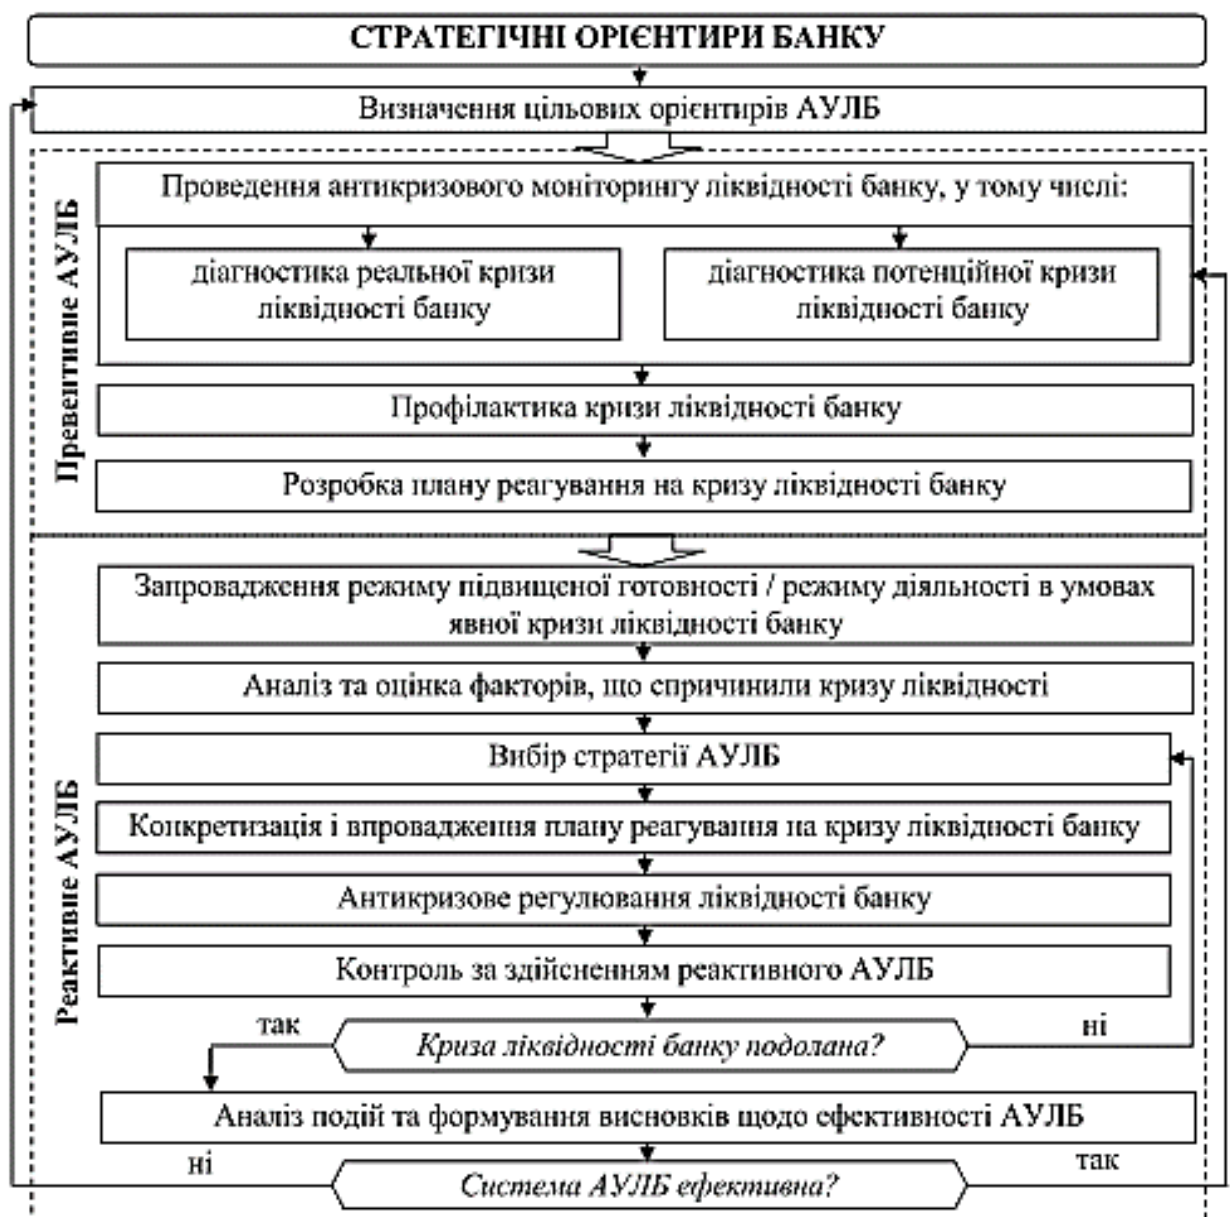 СТРАТЕГІЧНІ ОРІЄНТИРИ БАНКУ
Визначення цільових орієнтирів АУЛБ
Превентивне АУЛБ
Проведення антикризового моніторингу ліквідності банку, у тому числі:
діагностика реальної кризи
ліквідності банку
діагностика потенційної кризи
ліквідності банку
Профілактика кризи ліквідності банку
Розробка плану реагування на кризу ліквідності банку
Реактивне АУЛБ
Запровадження режиму підвищеної готовності / режиму діяльності в умовах
явної кризи ліквідності банку
Аналіз та оцінка факторів, що спричинили кризу ліквідності
Вибір стратегії АУЛБ
Конкретизація і впровадження плану реагування на кризу ліквідності банку
Антикризове регулювання ліквідності банку
Контроль за здійсненням реактивного АУЛБ
так
Криза ліквідності банку подолана?
ні
Аналіз подій та формування висновків щодо ефективності АУЛБ
ні
Система АУЛБ ефективна?
так